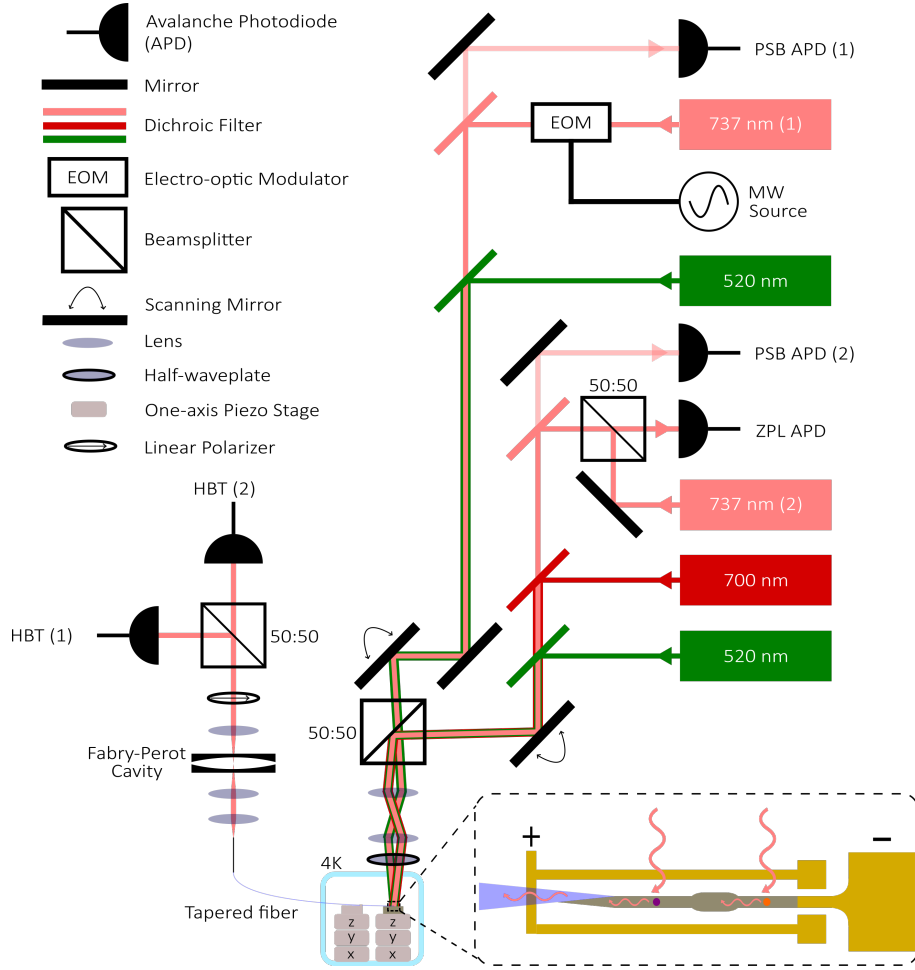 Avalanche Photodiode
(APD)
Mirror
Dichroic Filter
EOM
Electro-optic Modulator
Beamsplitter
Scanning Mirror
Lens
Half-waveplate
One-axis Piezo Stage
Linear Polarizer
PSB APD (1)
EOM
737 nm (1)
MW
Source
520 nm
PSB APD (2)
50:50
ZPL APD
737 nm (2)
700 nm
520 nm
HBT (2)
HBT (1)
50:50
50:50
Fabry-Perot
Cavity
4K
Tapered fiber
z
y
x
z
y
x
+
-